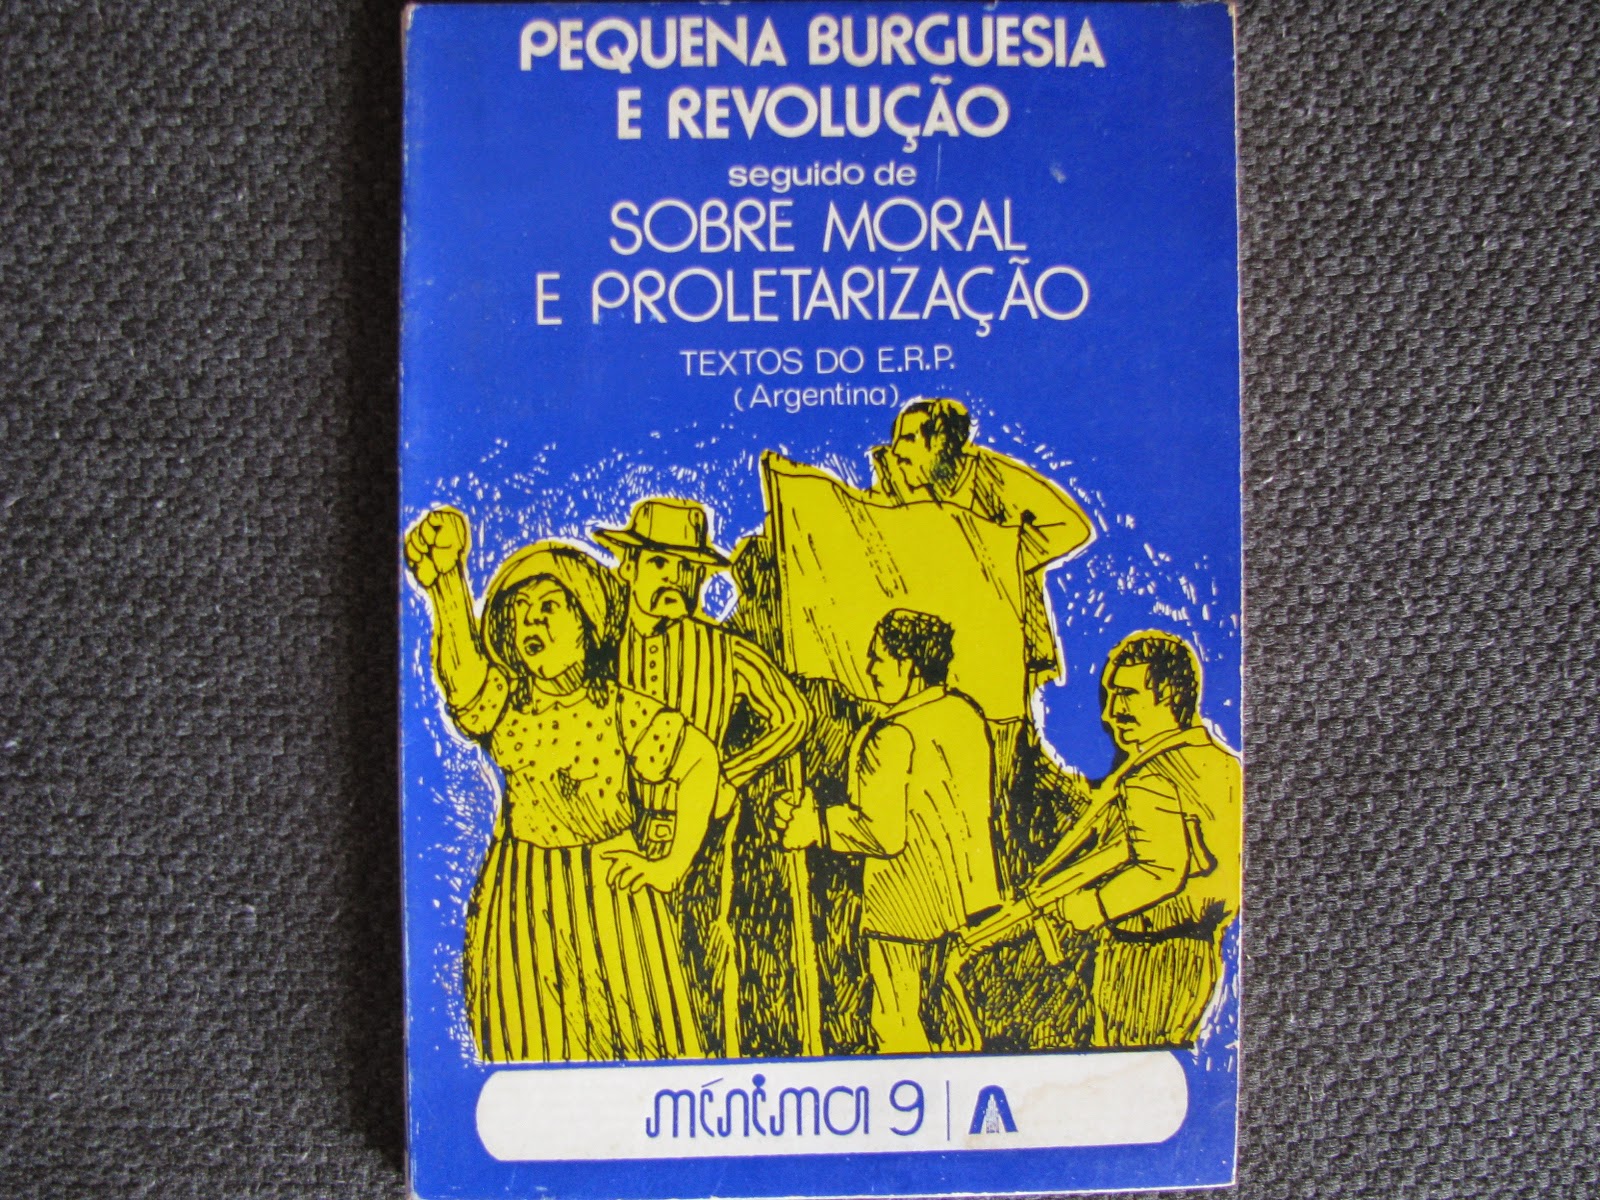 PEQUENA BURGUESIA
E REVOLUÇÃO
seguido de
SOBRE MORAL
E PROLETARIZAÇÃO
TEXTOS DO E.R.P.
(Argentina)
mínima 9